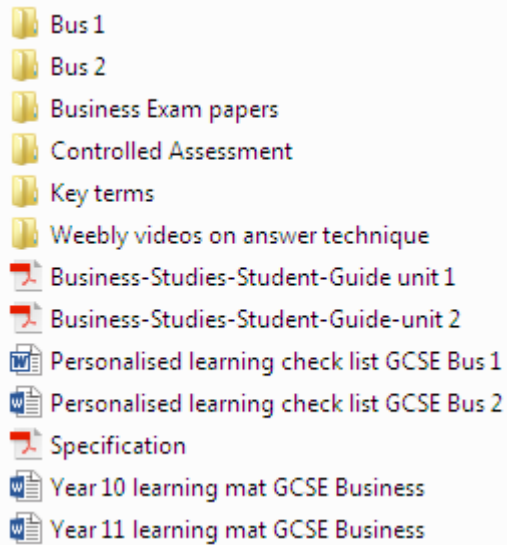 Bus 1
Bus 2
Business Exam papers
Controlled Assessment
Key terms
Weebly videos on answer technique
Business-Studies-Student-Guide unit 1
Business-Studies-Student-Guide-unit 2
Personalised learning check list GCSE Bus 1
Personalised learning check list GCSE Bus 2
Specification
Year 10 learning mat GCSE Business
Year 11 learning mat GCSE Business